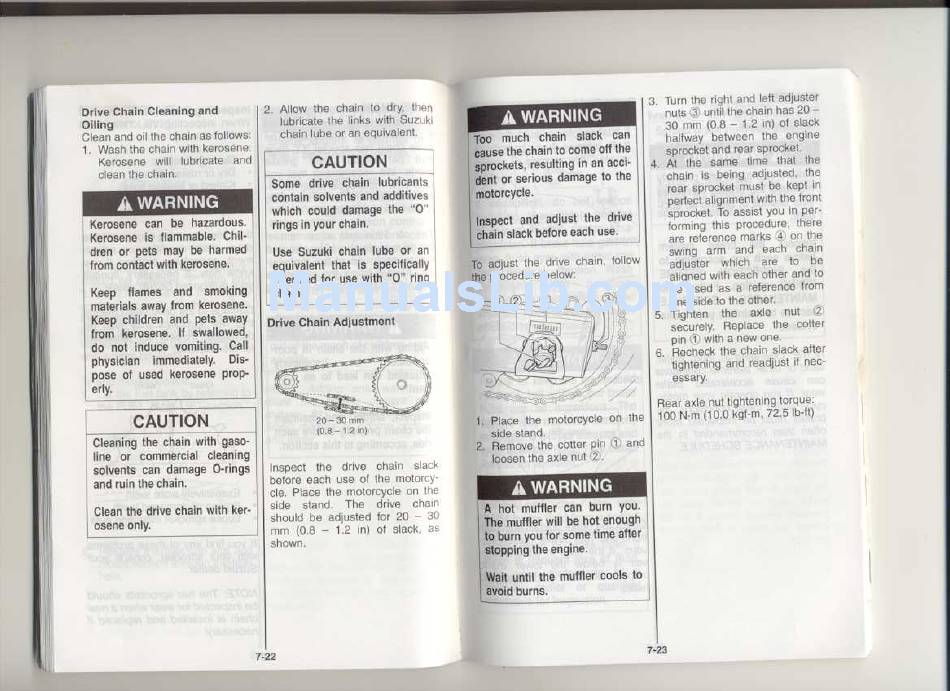 Drive Chain Cleaning and
Oiling
Clean and oil the chain as follows:
1. Wash the chain with kerosene.
Kerosene will lubricate and
clean the chain.
WARNING
Kerosene can be hazardous.
Kerosene is flammable. Chil-
dren or pets may be harmed
from contact with kerosene.
Keep flames and smoking
materials away from kerosene.
Keep children and pets away
from kerosene. If swallowed,
do not induce vomiting. Call
physician immediately. Dis-
pose of used kerosene prop-
erly.
CAUTION
Cleaning the chain with gaso-
line or commercial cleaning
solvents can damage O-rings
and ruin the chain.
Clean the drive chain with ker-
osene only.
2. Allow the chain to dry, then
lubricate the links with Suzuki
chain lube or an equivalent.
CAUTION
Some drive chain lubricants
contain solvents and additives
which could damage the "O"
rings in your chain.
Use Suzuki chain lube or an
equivalent that is specifically
for use with "O" ring
Drive Chain Adjustment
20 – 30 mm
(0.8 – 1.2 in)
Inspect the drive chain slack
before each use of the motorcy-
cle. Place the motorcycle on the
side stand. The drive chain
should be adjusted for 20 – 30
mm (0.8 – 1.2 in) of slack, as
shown.
7-22
WARNING
Too much chain slack can
cause the chain to come off the
sprockets, resulting in an acci-
dent or serious damage to the
motorcycle.
Inspect and adjust the drive
chain slack before each use.
To adjust the drive chain, follow
the procedure below:
② ③
1. Place the motorcycle on the
side stand.
2. Remove the cotter pin ① and
loosen the axle nut ②.
WARNING
A hot muffler can burn you.
The muffler will be hot enough
to burn you for some time after
stopping the engine.
Wait until the muffler cools to
avoid burns.
3. Turn the right and left adjuster
nuts ③ until the chain has 20 –
30 mm (0.8 – 1.2 in) of slack
halfway between the engine
sprocket and rear sprocket.
4. At the same time that the
chain is being adjusted, the
rear sprocket must be kept in
perfect alignment with the front
sprocket. To assist you in per-
forming this procedure, there
are reference marks ④ on the
swing arm and each chain
adjuster which are to be
aligned with each other and to
be used as a reference from
one side to the other.
5. Tighten the axle nut ②
securely. Replace the cotter
pin ① with a new one.
6. Recheck the chain slack after
tightening and readjust if nec-
essary.
Rear axle nut tightening torque:
100 N·m (10.0 kgf-m, 72.5 lb-ft)
7-23
ManualsLib.com